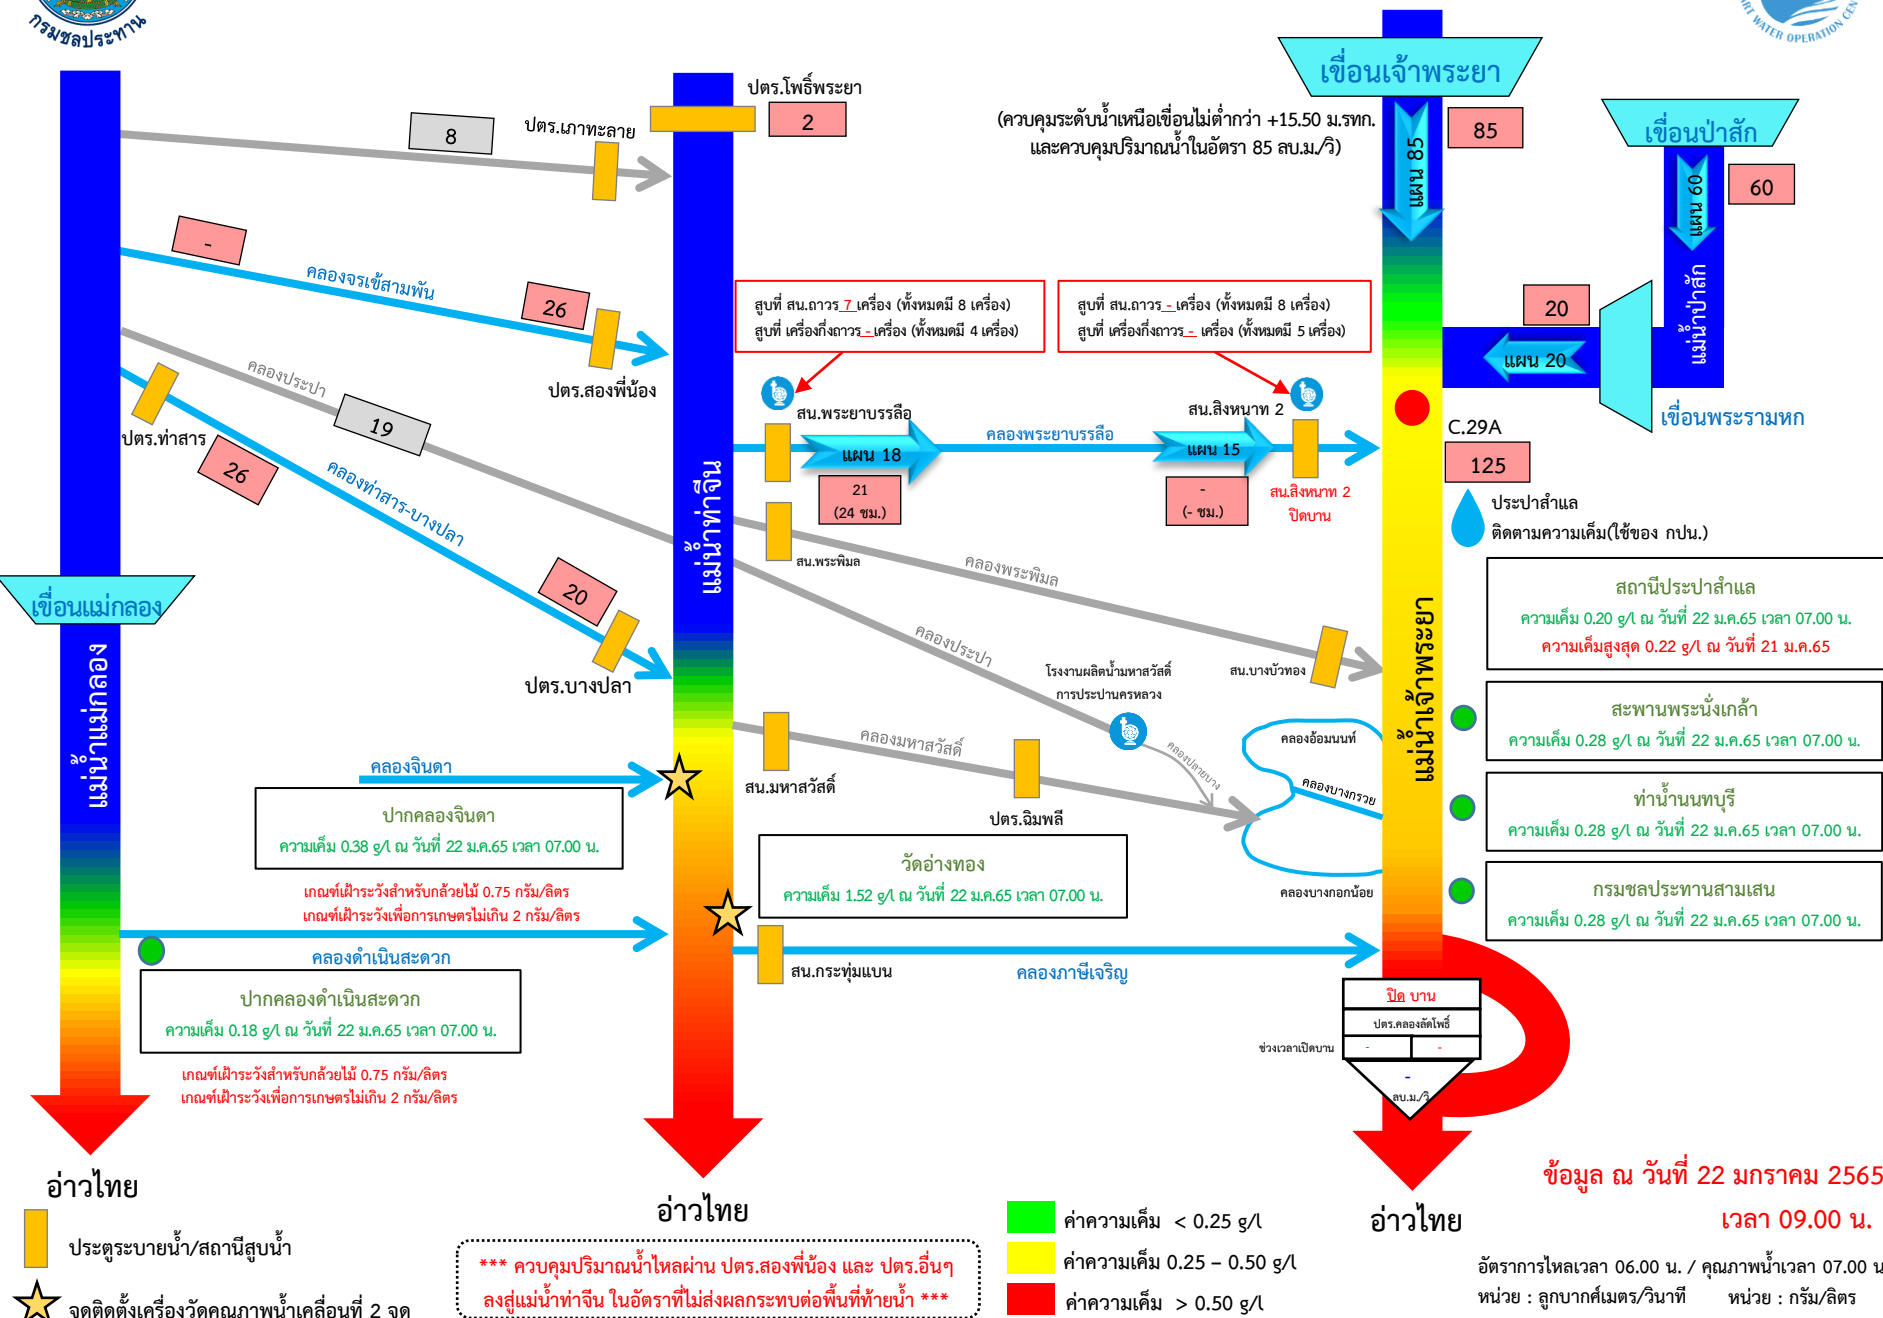 กรมชลประทาน
SMART WATER OPERATION CENTER
เขื่อนเจ้าพระยา
ปตร.โพธิ์พระยา
2
8
ปตร.เภาทะลาย
(ควบคุมระดับน้ำเหนือเขื่อนไม่ต่ำกว่า +15.50 ม.รทก.
และควบคุมปริมาณน้ำในอัตรา 85 ลบ.ม./วิ)
แผน 85
85
เขื่อนป่าสัก
แผน 60
60
-
คลองจรเข้สามพัน
26
ปตร.สองพี่น้อง
สูบที่ สน.ถาวร 7 เครื่อง (ทั้งหมดมี 8 เครื่อง)
สูบที่ เครื่องกึ่งถาวร - เครื่อง (ทั้งหมดมี 4 เครื่อง)
สูบที่ สน.ถาวร - เครื่อง (ทั้งหมดมี 8 เครื่อง)
สูบที่ เครื่องกึ่งถาวร - เครื่อง (ทั้งหมดมี 5 เครื่อง)
20
แม่น้ำป่าสัก
แผน 20
เขื่อนพระรามหก
คลองประปา
19
ปตร.ท่าสาร
26
คลองท่าสาร-บางปลา
20
ปตร.บางปลา
สน.พระยาบรรลือ
แผน 18
21
(24 ชม.)
คลองพระยาบรรลือ
สน.สิงหนาท 2
แผน 15
-
(- ชม.)
สน.สิงหนาท 2
ปิดบาน
C.29A
125
ประปาสำแล
ติดตามความเค็ม(ใช้ของ กปน.)
แม่น้ำท่าจีน
สน.พระพิมล
คลองพระพิมล
สน.บางบัวทอง
สถานีประปาสำแล
ความเค็ม 0.20 g/l ณ วันที่ 22 ม.ค.65 เวลา 07.00 น.
ความเค็มสูงสุด 0.22 g/l ณ วันที่ 21 ม.ค.65
เขื่อนแม่กลอง
แม่น้ำแม่กลอง
คลองประปา
โรงงานผลิตน้ำมหาสวัสดิ์
การประปานครหลวง
แม่น้ำเจ้าพระยา
สะพานพระนั่งเกล้า
ความเค็ม 0.28 g/l ณ วันที่ 22 ม.ค.65 เวลา 07.00 น.
คลองมหาสวัสดิ์
สน.มหาสวัสดิ์
ปตร.ฉิมพลี
คลองปลายบาง
คลองอ้อมนนท์
คลองบางกรวย
คลองบางกอกน้อย
ท่าน้ำนนทบุรี
ความเค็ม 0.28 g/l ณ วันที่ 22 ม.ค.65 เวลา 07.00 น.
คลองจินดา
ปากคลองจินดา
ความเค็ม 0.38 g/l ณ วันที่ 22 ม.ค.65 เวลา 07.00 น.
เกณฑ์เฝ้าระวังสำหรับกล้วยไม้ 0.75 กรัม/ลิตร
เกณฑ์เฝ้าระวังเพื่อการเกษตรไม่เกิน 2 กรัม/ลิตร
วัดอ่างทอง
ความเค็ม 1.52 g/l ณ วันที่ 22 ม.ค.65 เวลา 07.00 น.
กรมชลประทานสามเสน
ความเค็ม 0.28 g/l ณ วันที่ 22 ม.ค.65 เวลา 07.00 น.
คลองดำเนินสะดวก
ปากคลองดำเนินสะดวก
ความเค็ม 0.18 g/l ณ วันที่ 22 ม.ค.65 เวลา 07.00 น.
เกณฑ์เฝ้าระวังสำหรับกล้วยไม้ 0.75 กรัม/ลิตร
เกณฑ์เฝ้าระวังเพื่อการเกษตรไม่เกิน 2 กรัม/ลิตร
สน.กระทุ่มแบน
คลองภาษีเจริญ
ปิด บาน
ปตร.คลองลัดโพธิ์
ช่วงเวลาเปิดบาน
- -
-
ลบ.ม./วิ
อ่าวไทย
อ่าวไทย
อ่าวไทย
ข้อมูล ณ วันที่ 22 มกราคม 2565
เวลา 09.00 น.
อัตราการไหลเวลา 06.00 น. / คุณภาพน้ำเวลา 07.00 น
หน่วย : ลูกบากศ์เมตร/วินาที หน่วย : กรัม/ลิตร
ประตูระบายน้ำ/สถานีสูบน้ำ
จุดติดตั้งเครื่องวัดคุณภาพน้ำเคลื่อนที่ 2 จุด
*** ควบคุมปริมาณน้ำไหลผ่าน ปตร.สองพี่น้อง และ ปตร.อื่นๆ
ลงสู่แม่น้ำท่าจีน ในอัตราที่ไม่ส่งผลกระทบต่อพื้นที่ท้ายน้ำ ***
ค่าความเค็ม < 0.25 g/l
ค่าความเค็ม 0.25 – 0.50 g/l
ค่าความเค็ม > 0.50 g/l